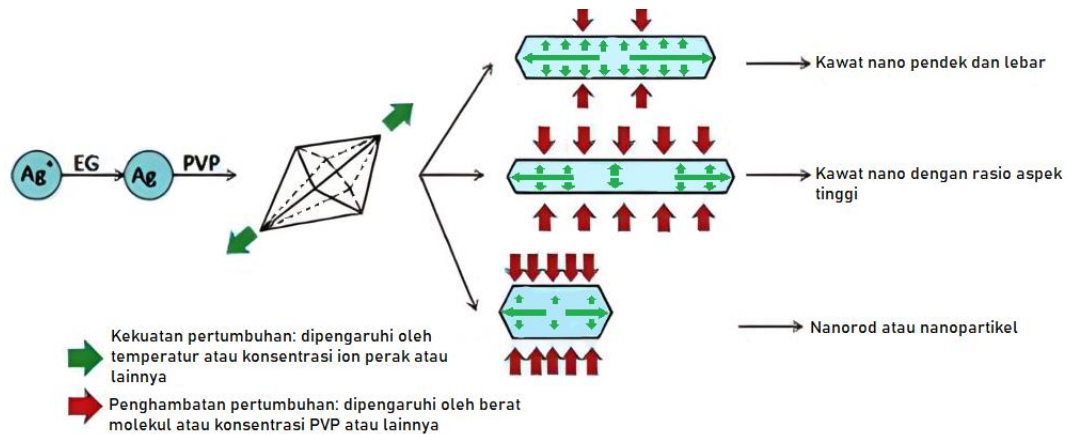 Ag⁺ EG Ag PVP
Kawat nano pendek dan lebar
Kawat nano dengan rasio aspek
tinggi
Nanorod atau nanopartikel
Kekuatan pertumbuhan: dipengaruhi oleh
temperatur atau konsentrasi ion perak atau
lainnya
Penghambatan pertumbuhan: dipengaruhi oleh berat
molekul atau konsentrasi PVP atau lainnya